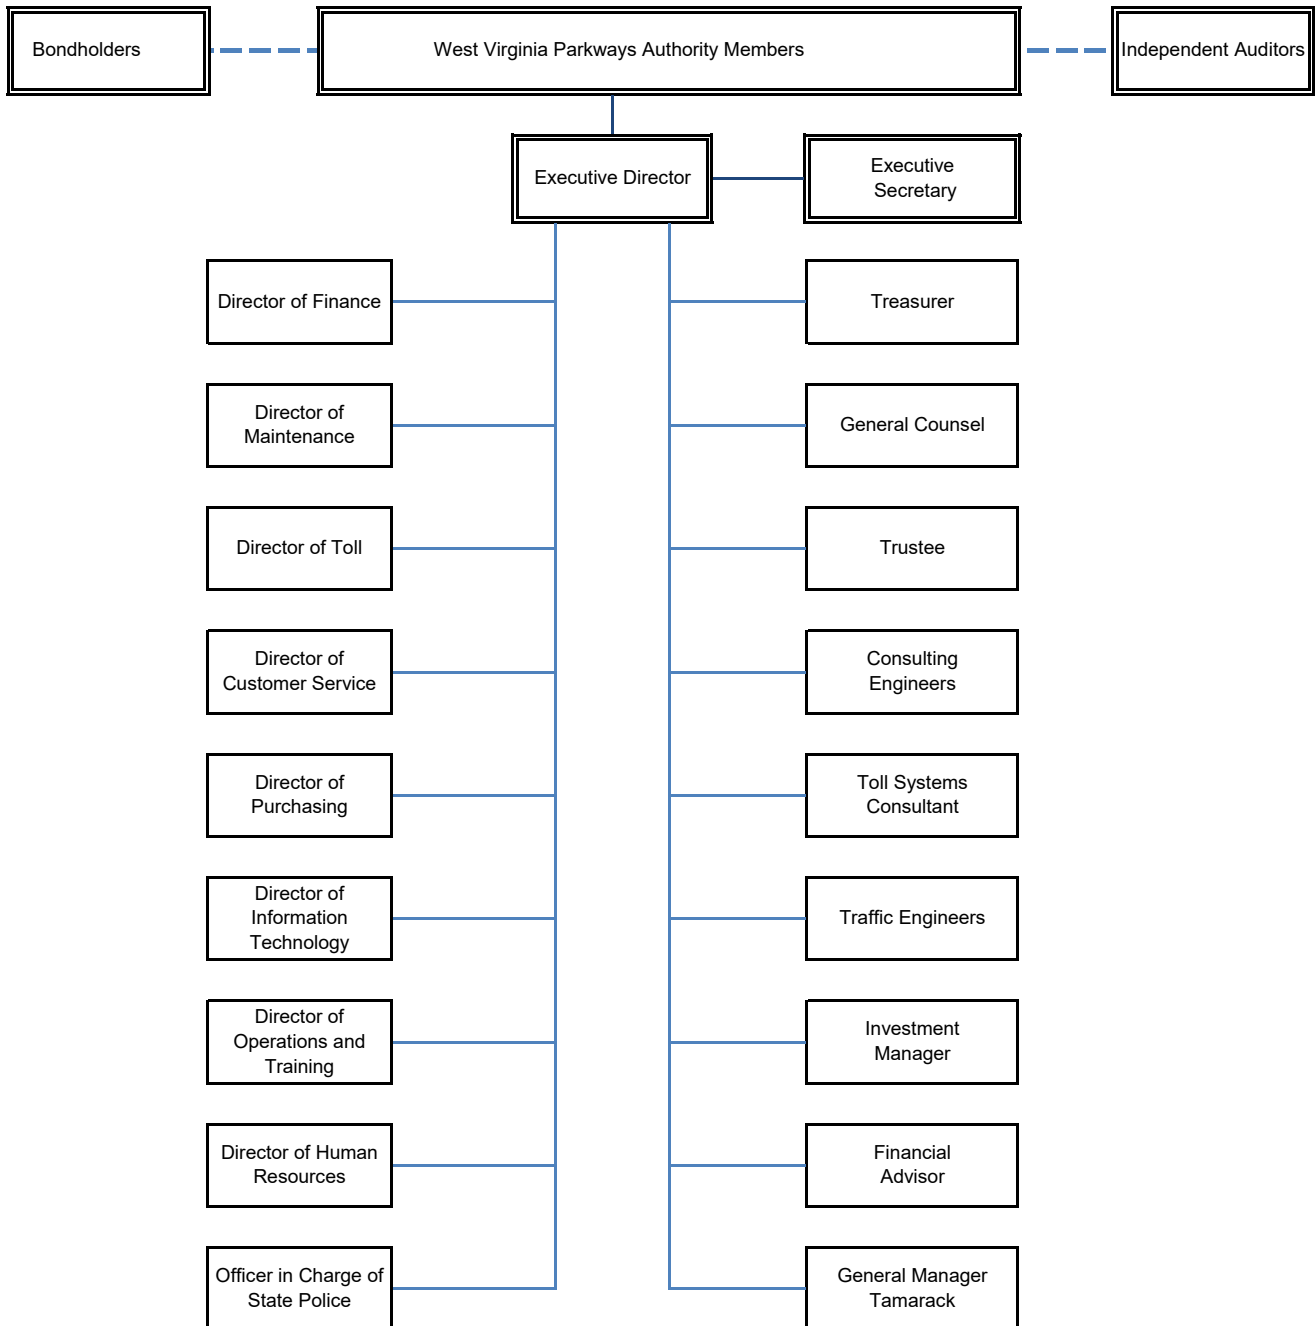 Bondholders
West Virginia Parkways Authority Members
Independent Auditors
Executive Director
Executive
Secretary
Director of Finance
Treasurer
Director of
Maintenance
General Counsel
Director of Toll
Trustee
Director of
Customer Service
Consulting
Engineers
Director of
Purchasing
Toll Systems
Consultant
Director of
Information
Technology
Traffic Engineers
Director of
Operations and
Training
Investment
Manager
Director of Human
Resources
Financial
Advisor
Officer in Charge of
State Police
General Manager
Tamarack